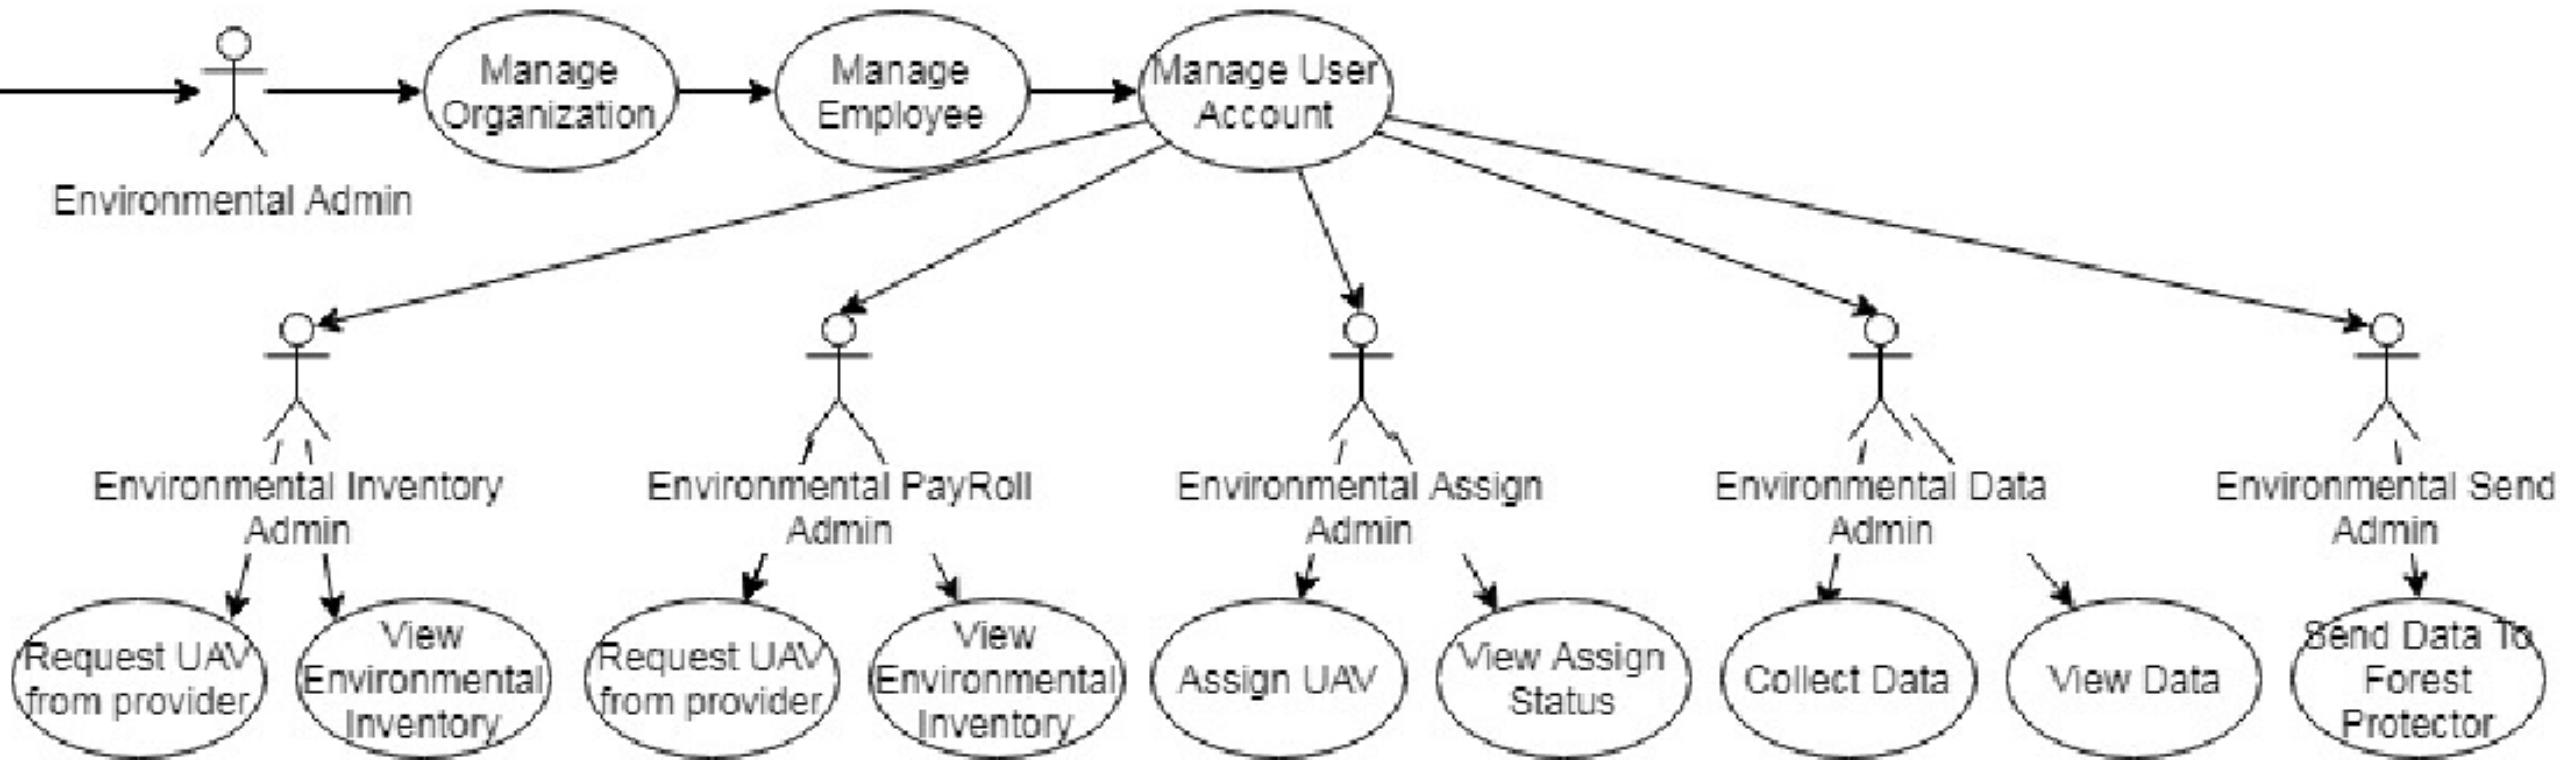 Manage
Organization
Manage
Employee
Manage User
Account
Environmental Admin
Environmental Inventory
Admin
Environmental PayRoll
Admin
Environmental Assign
Admin
Environmental Data
Admin
Environmental Send
Admin
Request UAV
from provider
View
Environmental
Inventory
Request UAV
from provider
View
Environmental
Inventory
Assign UAV
View Assign
Status
Collect Data
View Data
Send Data To
Forest
Protector